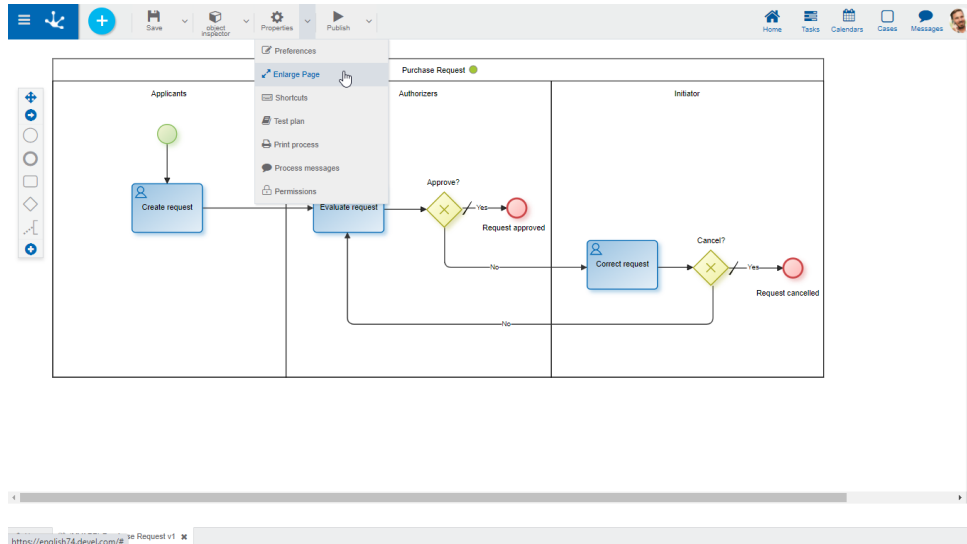 Save
object inspector
Properties
Publish
Home
Tasks
Calendars
Cases
Messages
Preferences
Enlarge Page
Shortcuts
Test plan
Print process
Process messages
Permissions
Purchase Request
Applicants
Authorizers
Initiator
Create request
Evaluate request
Approve?
Yes
Request approved
No
Correct request
Cancel?
Yes
Request cancelled
No
se Request v1
https://english74.devel.com/#